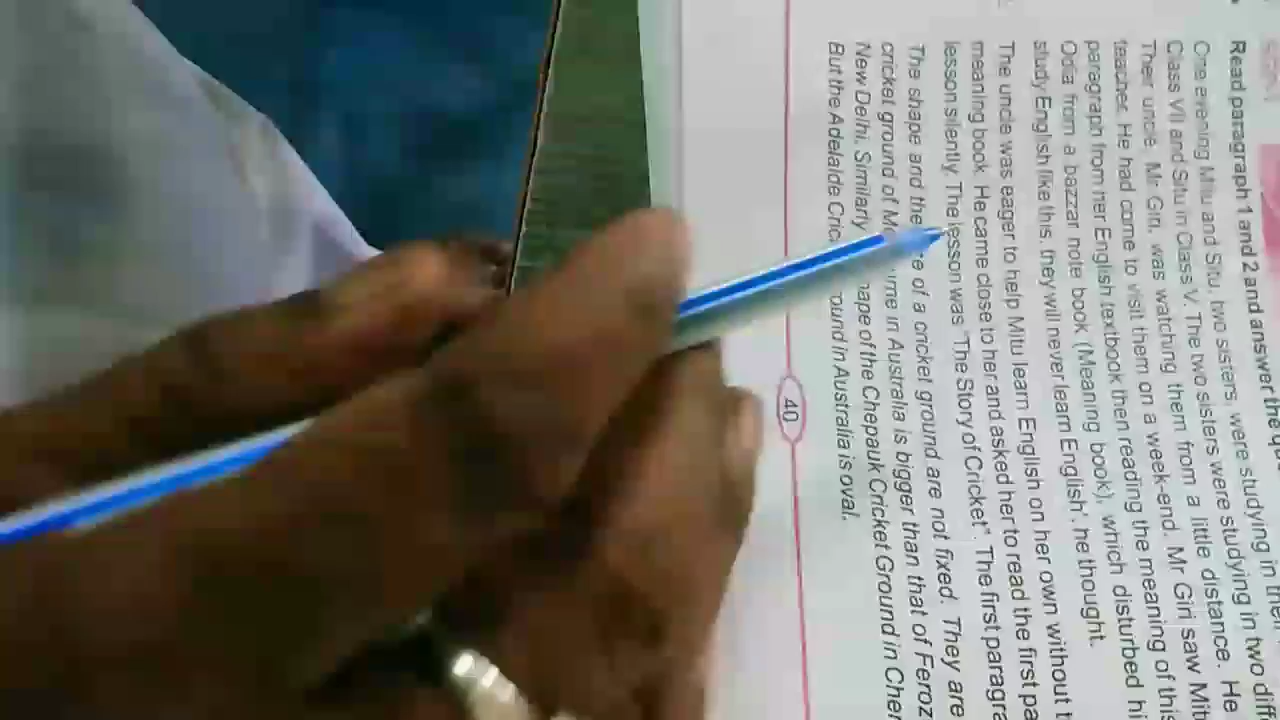 Read paragraph 1 and 2 and answer the
One evening Mitu and Situ, two sisters, were studying in their
Class VII and Situ in Class V. The two sisters were studying in two diff
Their uncle, Mr Giri, was watching them from a little distance. He
teacher. He had come to visit them on a week-end. Mr Giri saw Mit
paragraph from her English textbook then reading the meaning of this
Odia from a bazzar note book (Meaning book), which disturbed hi
study English like this, they will never learn English', he thought.
The uncle was eager to help Mitu learn English on her own without t
meaning book. He came close to her and asked her to read the first pa
lesson silently. The lesson was "The Story of Cricket". The first paragra
The shape and the e of a cricket ground are not fixed. They are
cricket ground of Me me in Australia is bigger than that of Feroz
New Delhi. Similarly hape of the Chepauk Cricket Ground in Chen
But the Adelaide Cric ound in Australia is oval.
40